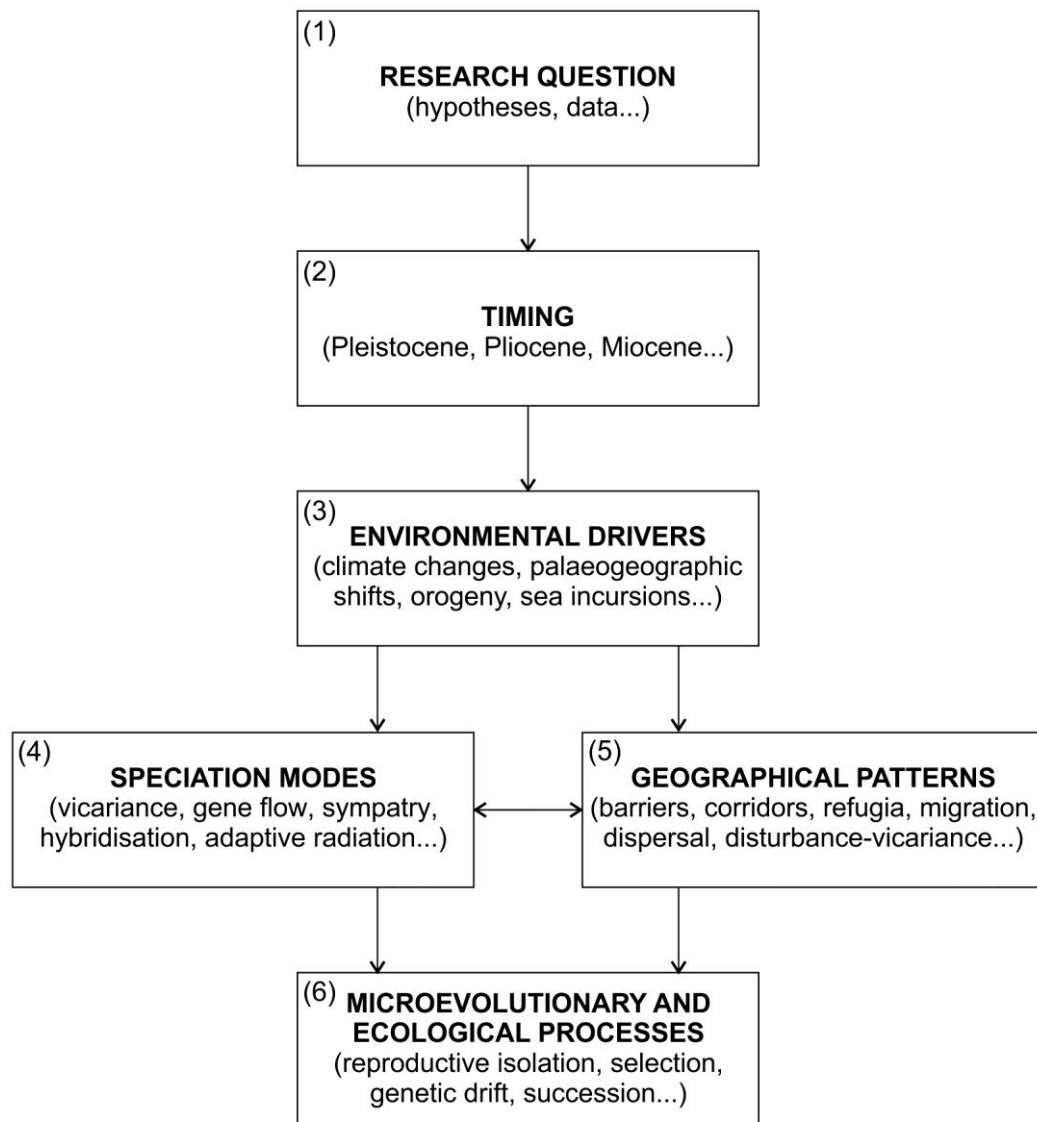 (1)
RESEARCH QUESTION
(hypotheses, data...)
(2)
TIMING
(Pleistocene, Pliocene, Miocene...)
(3)
ENVIRONMENTAL DRIVERS
(climate changes, palaeogeographic
shifts, orogeny, sea incursions...)
(4)
SPECIATION MODES
(vicariance, gene flow, sympatry,
hybridisation, adaptive radiation...)
(5)
GEOGRAPHICAL PATTERNS
(barriers, corridors, refugia, migration,
dispersal, disturbance-vicariance...)
(6)
MICROEVOLUTIONARY AND
ECOLOGICAL PROCESSES
(reproductive isolation, selection,
genetic drift, succession...)